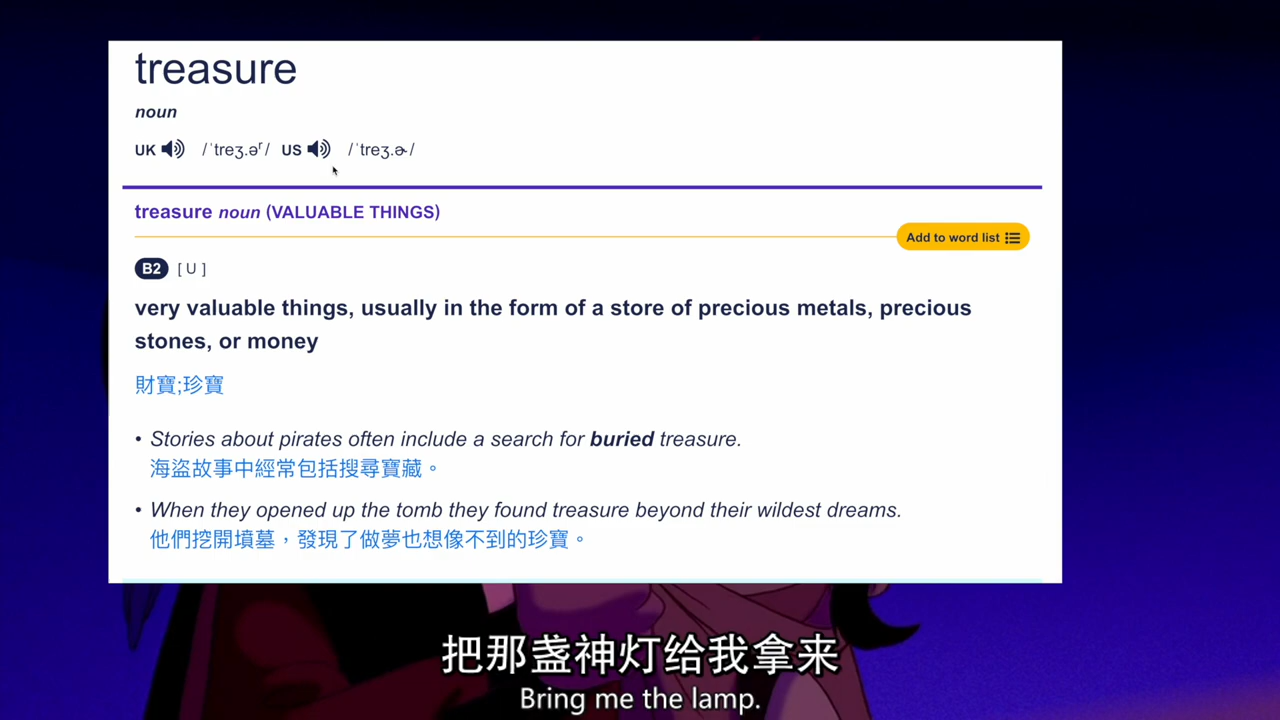 treasure
noun
UK /ˈtreʒ.əʳ/ US /ˈtreʒ.ɚ/
treasure noun (VALUABLE THINGS)
Add to word list
B2 [ U ]
very valuable things, usually in the form of a store of precious metals, precious
stones, or money
財寶;珍寶
• Stories about pirates often include a search for buried treasure.
海盜故事中經常包括搜尋寶藏。
• When they opened up the tomb they found treasure beyond their wildest dreams.
他們挖開墳墓，發現了做夢也想像不到的珍寶。
把那盏神灯给我拿来
Bring me the lamp.